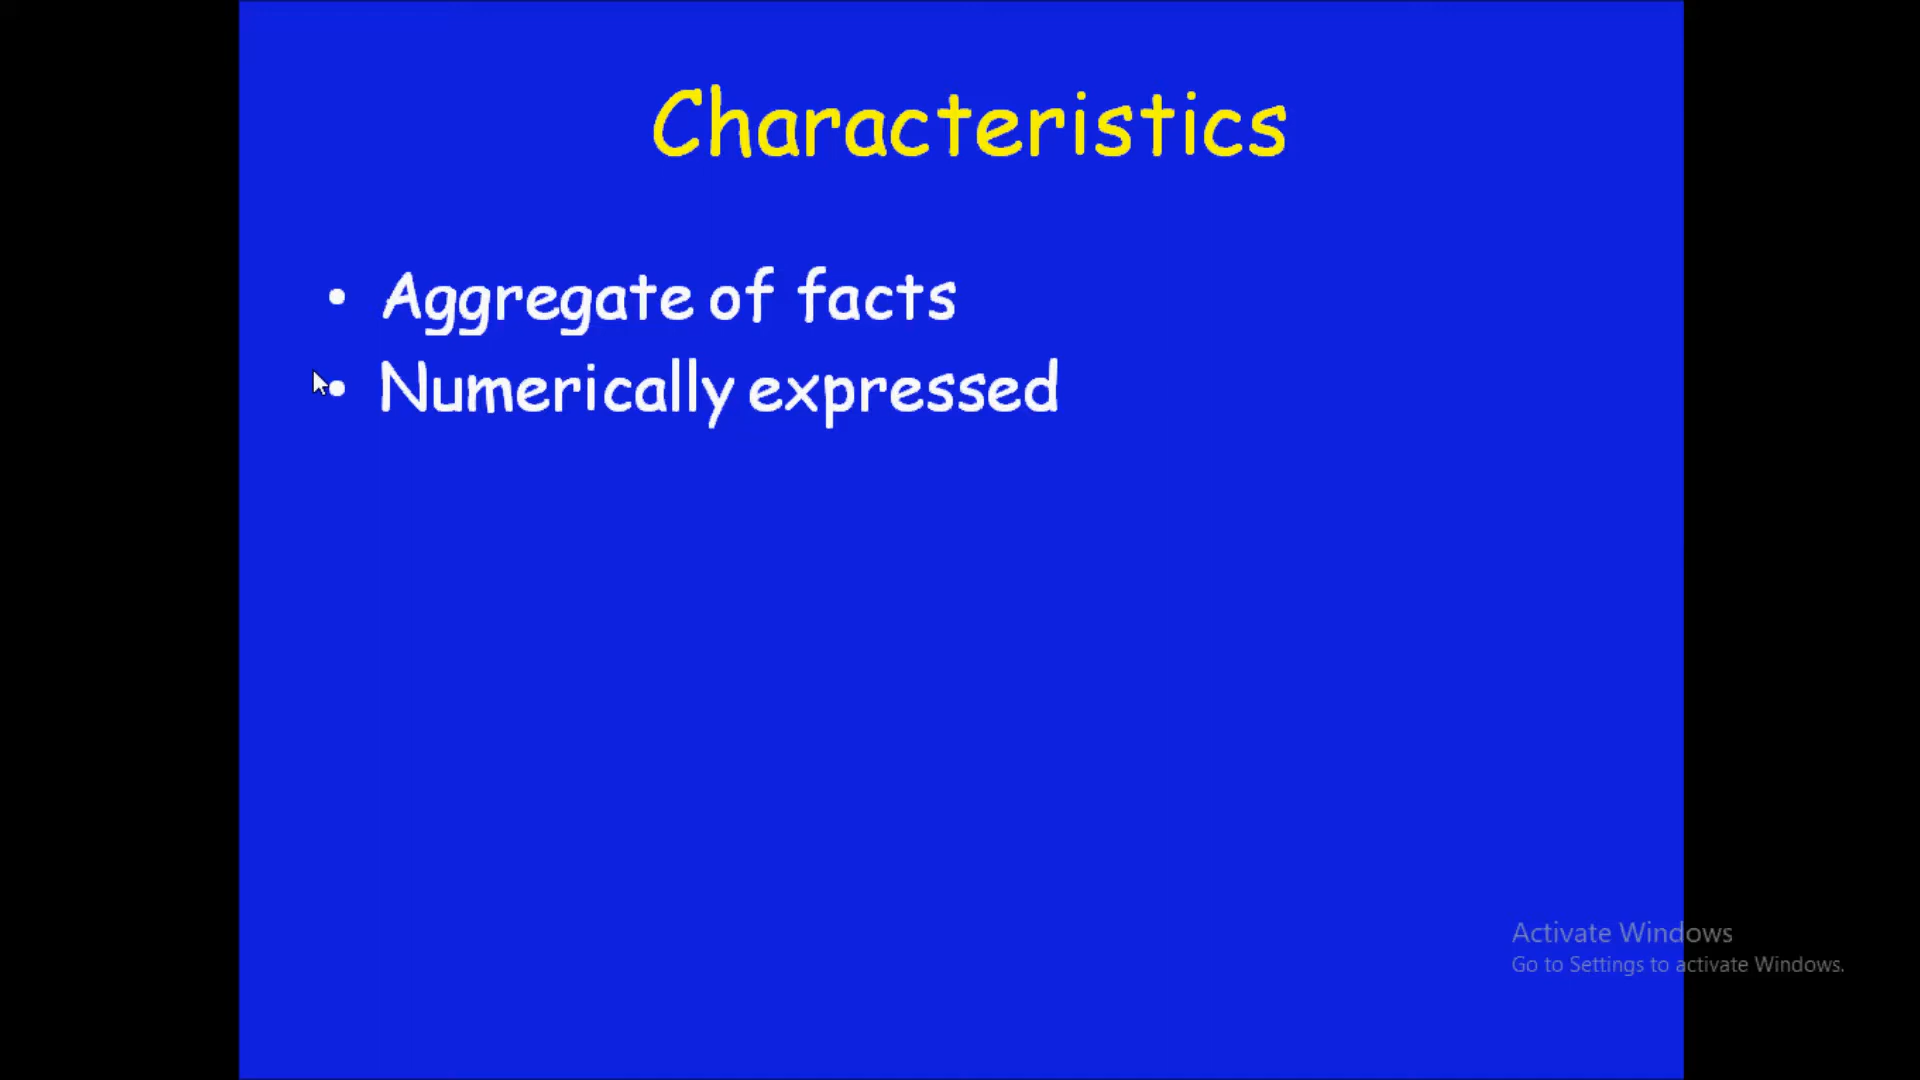 Characteristics
• Aggregate of facts
• Numerically expressed
Activate Windows
Go to Settings to activate Windows.